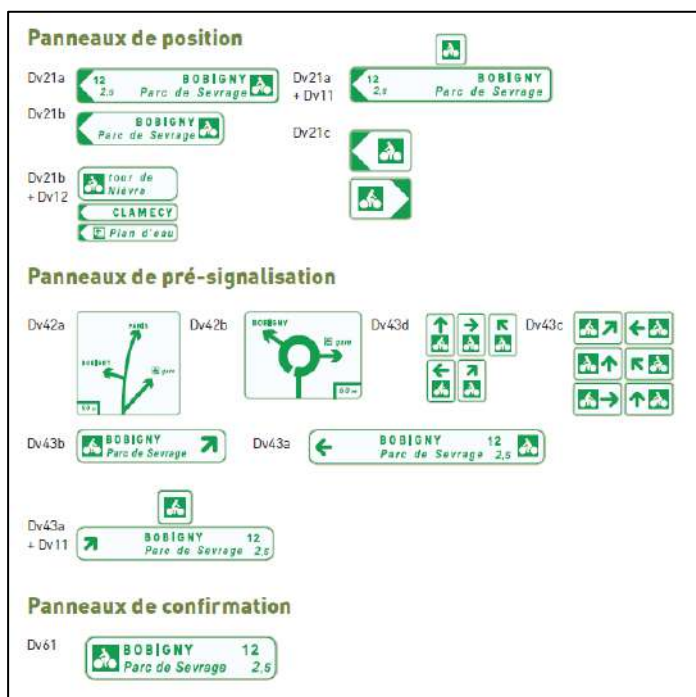 Panneaux de position
Dv21a
12 BOBIGNY
2,5 Parc de Sevrage
Dv21a
+ Dv11
12 BOBIGNY
2,5 Parc de Sevrage
Dv21b
BOBIGNY
Parc de Sevrage
Dv21c
Dv21b
+ Dv12
tour de
Nièvre
CLAMECY
Plan d'eau
Panneaux de pré-signalisation
Dv42a
PARIS
BOBIGNY
gare
Dv42b
BOBIGNY
gare
Dv43d
Dv43c
Dv43b
BOBIGNY
Parc de Sevrage
Dv43a
BOBIGNY 12
Parc de Sevrage 2,5
Dv43a
+ Dv11
BOBIGNY 12
Parc de Sevrage 2,5
Panneaux de confirmation
Dv61
BOBIGNY 12
Parc de Sevrage 2,5